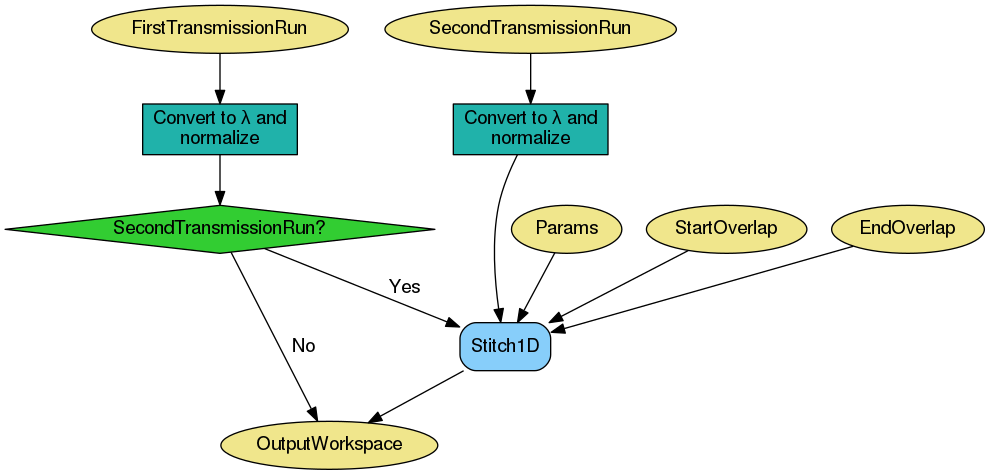 FirstTransmissionRun
SecondTransmissionRun
Convert to λ and
normalize
Convert to λ and
normalize
SecondTransmissionRun?
Params
StartOverlap
EndOverlap
Yes
Stitch1D
No
OutputWorkspace